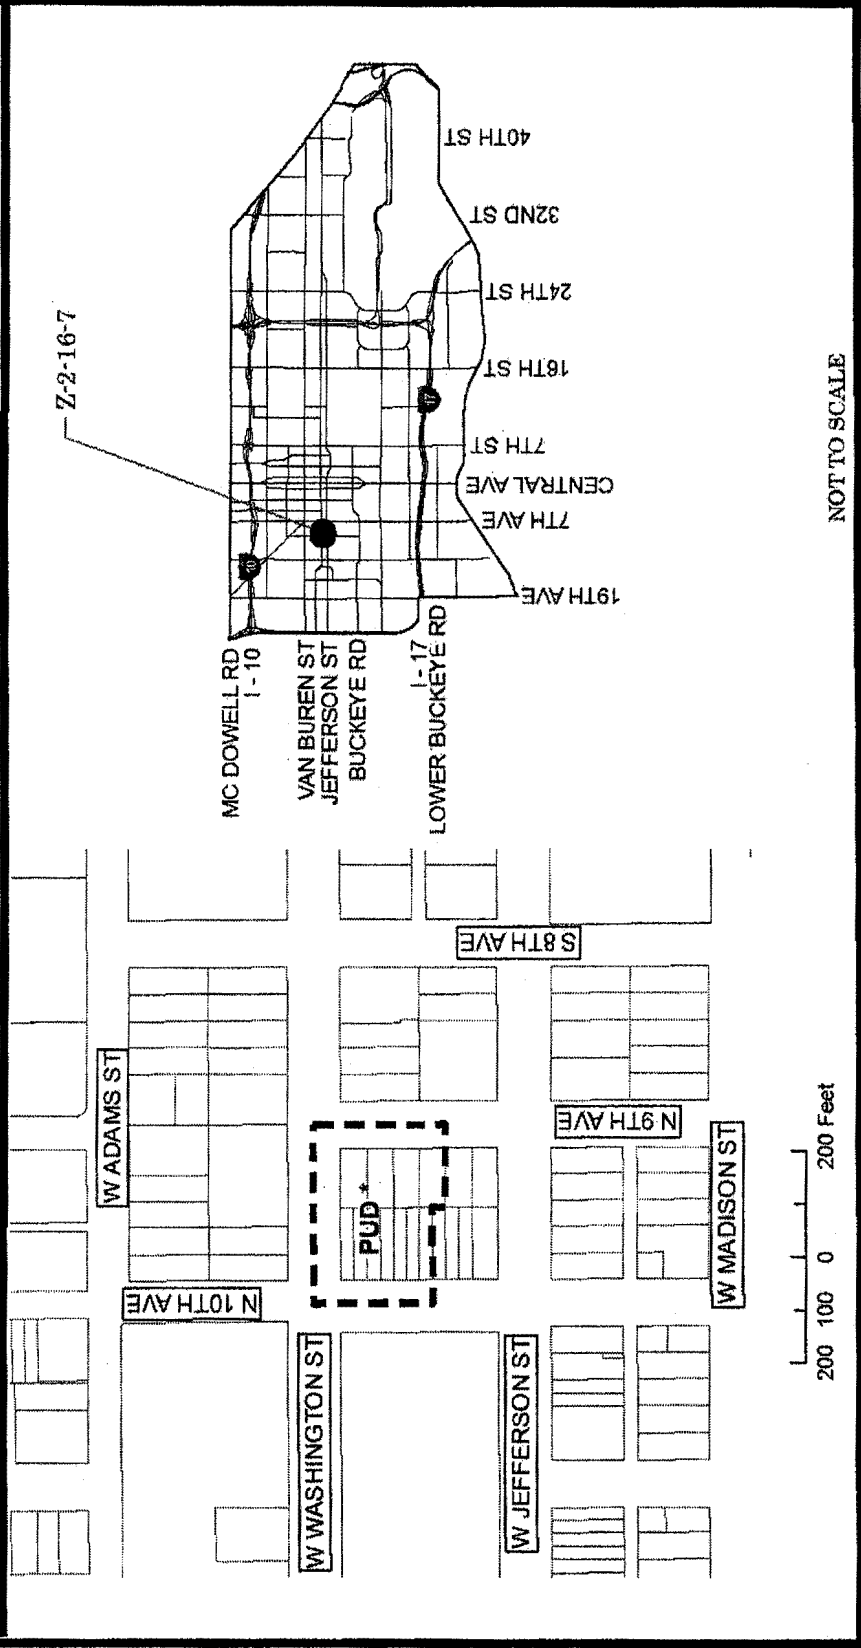 Z-2-16-7
MC DOWELL RD
I - 10
VAN BUREN ST
JEFFERSON ST
BUCKEYE RD
I - 17
LOWER BUCKEYE RD
19TH AVE
7TH AVE
CENTRAL AVE
7TH ST
16TH ST
24TH ST
32ND ST
40TH ST
NOT TO SCALE
W ADAMS ST
N 10TH AVE
W WASHINGTON ST
PUD *
S 8TH AVE
N 9TH AVE
W JEFFERSON ST
W MADISON ST
200 100 0 200 Feet